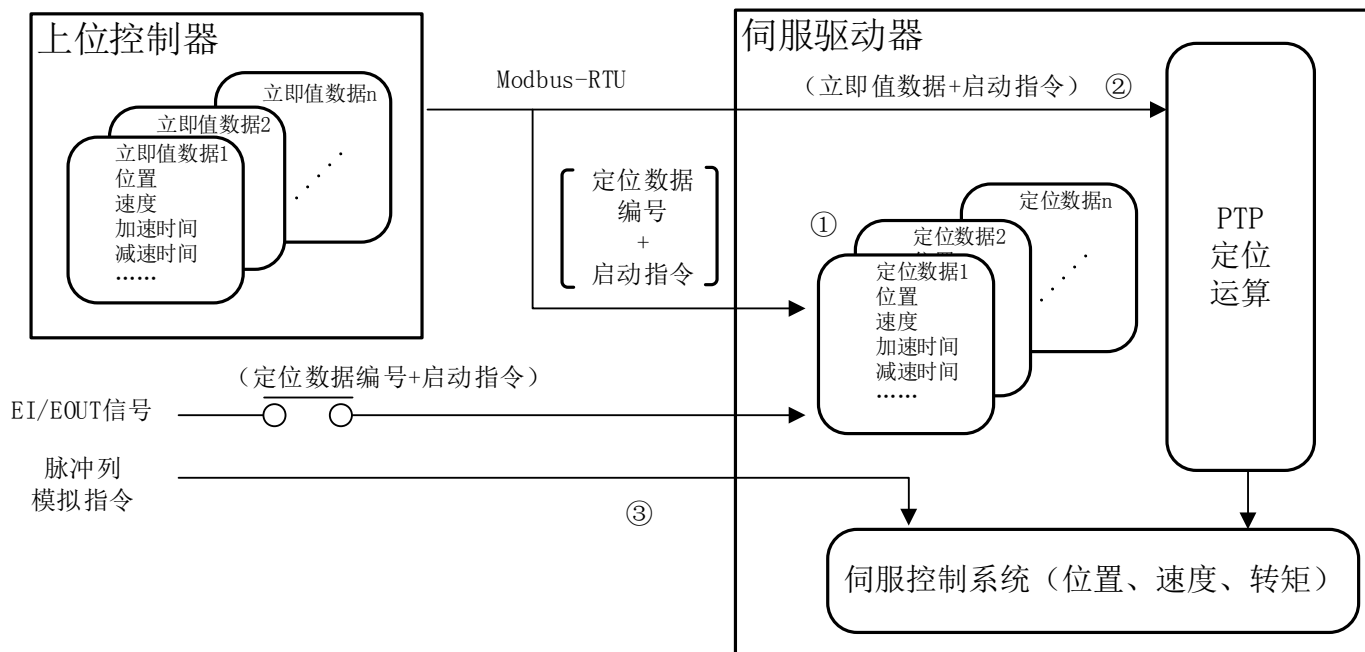 上位控制器
立即值数据n
立即值数据2
立即值数据1
位置
速度
加速时间
减速时间
……
Modbus-RTU
定位数据
编号
+
启动指令
伺服驱动器
（立即值数据+启动指令） ②
①
定位数据n
定位数据2
定位数据1
位置
速度
加速时间
减速时间
……
PTP
定位
运算
（定位数据编号+启动指令）
EI/EOUT信号
脉冲列
模拟指令
③
伺服控制系统（位置、速度、转矩）